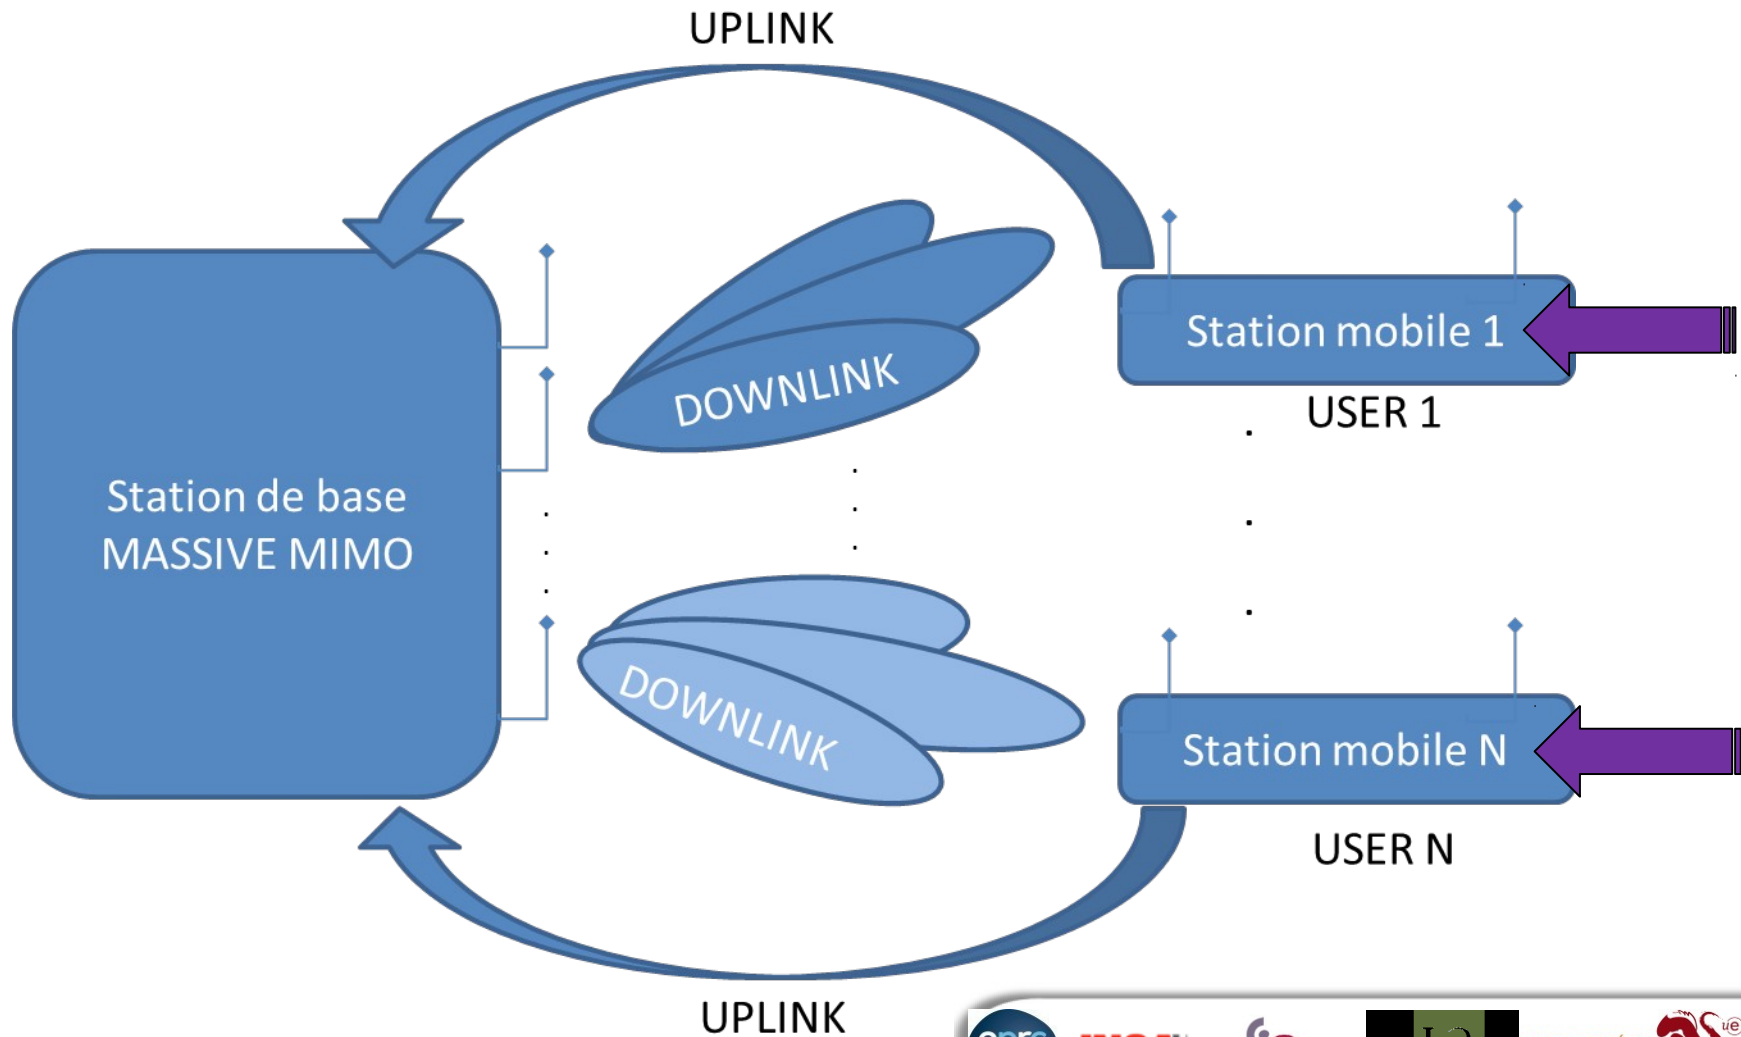 UPLINK
Station mobile 1
USER 1
DOWNLINK
Station de base
MASSIVE MIMO
DOWNLINK
Station mobile N
USER N
UPLINK